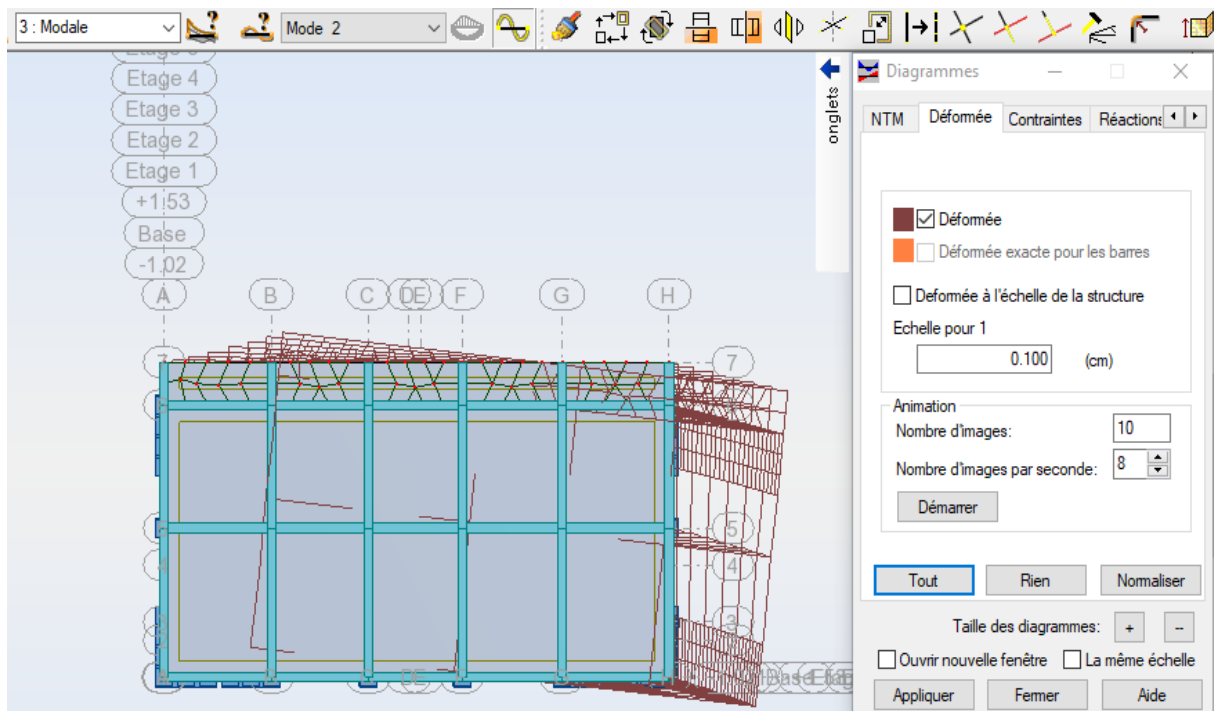 3 : Modale
Mode 2
Etage 4
Etage 3
Etage 2
Etage 1
+1.53
Base
-1.02
A B C D E F G H
7
7
5
4
3
onglets
Diagrammes
NTM Déformée Contraintes Réactions
Déformée
Déformée exacte pour les barres
Deformée à l'échelle de la structure
Echelle pour 1
0.100 (cm)
Animation
Nombre d'images: 10
Nombre d'images par seconde: 8
Démarrer
Tout Rien Normaliser
Taille des diagrammes: + --
Ouvrir nouvelle fenêtre La même échelle
Appliquer Fermer Aide